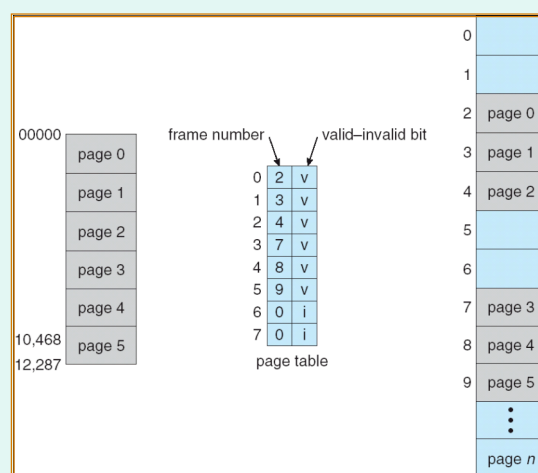 00000
page 0
page 1
page 2
page 3
page 4
10,468
page 5
12,287
frame number
valid–invalid bit
0 2 v
1 3 v
2 4 v
3 7 v
4 8 v
5 9 v
6 0 i
7 0 i
page table
0
1
2 page 0
3 page 1
4 page 2
5
6
7 page 3
8 page 4
9 page 5
page n